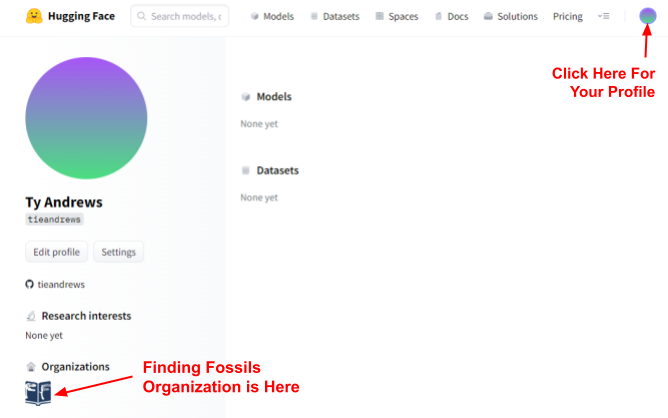 Hugging Face
Search models, d
Models
Datasets
Spaces
Docs
Solutions
Pricing
Click Here For
Your Profile
Models
None yet
Datasets
None yet
Ty Andrews
tieandrews
Edit profile
Settings
tieandrews
Research interests
None yet
Organizations
Finding Fossils
Organization is Here